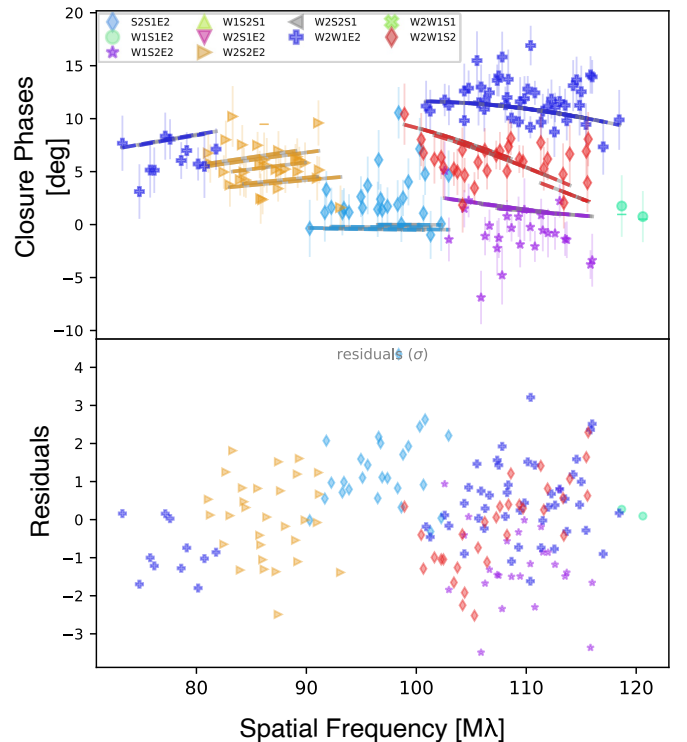 S2S1E2 W1S2S1 W2S2S1 W2W1S1
W1S1E2 W2S1E2 W2W1E2 W2W1S2
W1S2E2 W2S2E2
20
15
10
5
0
−5
−10
Closure Phases
[deg]
residuals (σ)
4
3
2
1
0
−1
−2
−3
Residuals
80 90 100 110 120
Spatial Frequency [Mλ]